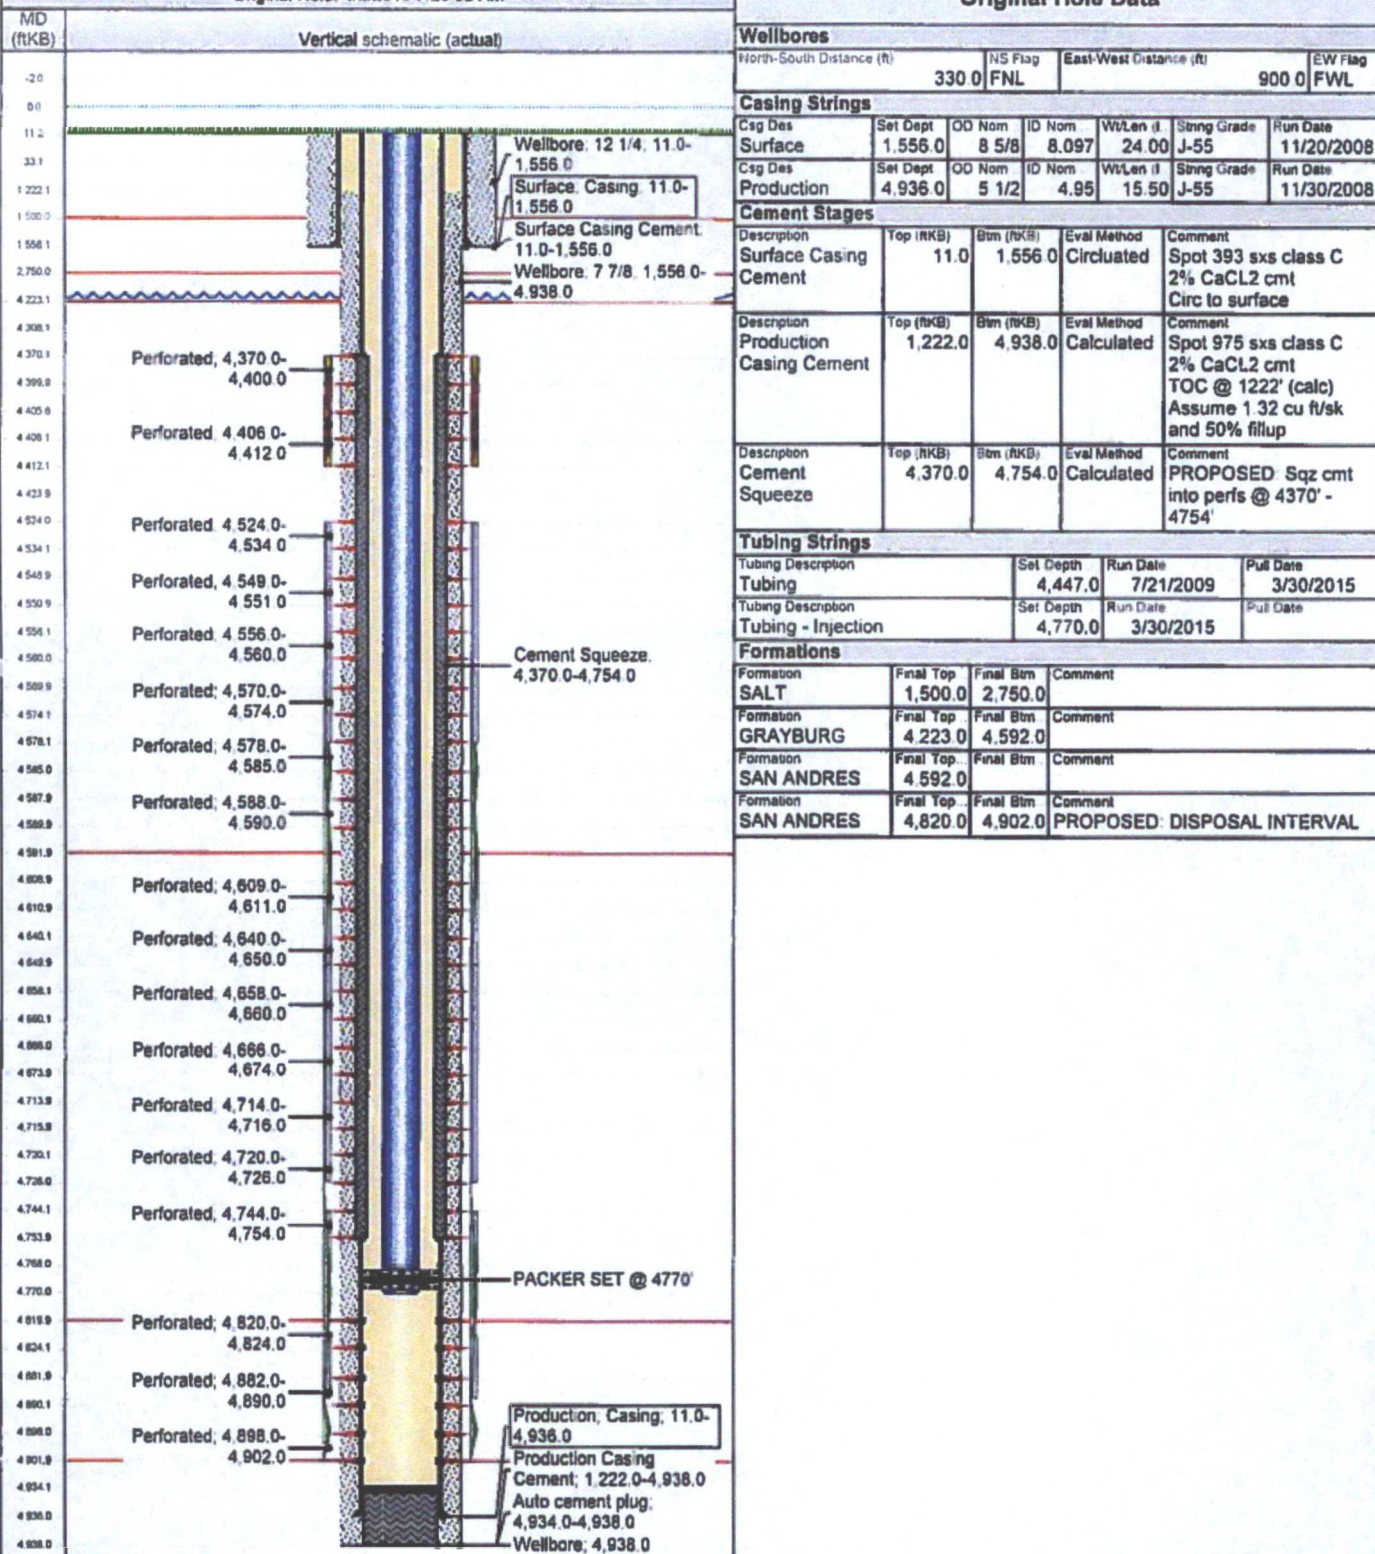 MD
(ftKB)
Vertical schematic (actual)
-2.0
0.0
11.2
33.1
1 222.1
1 500.0
1 556.1
2,750.0
4 223.1
4 308.1
4 370.1
4 399.9
4 405.8
4 408.1
4 412.1
4 423.9
4 524.0
4 534.1
4 548.9
4 550.9
4 556.1
4 560.0
4 569.9
4 574.1
4 578.1
4 585.0
4 587.9
4 589.9
4 591.9
4 608.9
4 610.9
4 640.1
4 649.9
4 658.1
4 660.1
4 666.0
4 673.9
4 713.9
4 715.9
4 720.1
4 726.0
4 744.1
4 753.9
4 768.0
4 770.0
4 819.9
4 824.1
4 881.9
4 890.1
4 898.0
4 901.9
4 934.1
4 936.0
4 938.0
Perforated, 4,370.0-
4,400.0
Perforated, 4,406.0-
4,412.0
Perforated, 4,524.0-
4,534.0
Perforated, 4,549.0-
4,551.0
Perforated, 4,556.0-
4,560.0
Perforated, 4,570.0-
4,574.0
Perforated, 4,578.0-
4,585.0
Perforated, 4,588.0-
4,590.0
Perforated; 4,609.0-
4,611.0
Perforated; 4,640.0-
4,650.0
Perforated; 4,658.0-
4,660.0
Perforated; 4,666.0-
4,674.0
Perforated; 4,714.0-
4,716.0
Perforated; 4,720.0-
4,726.0
Perforated, 4,744.0-
4,754.0
Perforated; 4,820.0-
4,824.0
Perforated; 4,882.0-
4,890.0
Perforated; 4,898.0-
4,902.0
Wellbore; 12 1/4; 11.0-
1,556.0
Surface; Casing; 11.0-
1,556.0
Surface Casing Cement;
11.0-1,556.0
Wellbore; 7 7/8; 1,556.0-
4,938.0
Cement Squeeze;
4,370.0-4,754.0
PACKER SET @ 4770'
Production; Casing; 11.0-
4,936.0
Production Casing
Cement; 1,222.0-4,938.0
Auto cement plug;
4,934.0-4,938.0
Wellbore; 4,938.0
Original Hole Data
Wellbores
North-South Distance (ft) NS Flag East-West Distance (ft) EW Flag
330.0 FNL 900.0 FWL
Casing Strings
Csg Des Set Dept OD Nom ID Nom Wt/Len (l String Grade Run Date
Surface 1,556.0 8 5/8 8.097 24.00 J-55 11/20/2008
Csg Des Set Dept OD Nom ID Nom Wt/Len (l String Grade Run Date
Production 4,936.0 5 1/2 4.95 15.50 J-55 11/30/2008
Cement Stages
Description Top (ftKB) Btm (ftKB) Eval Method Comment
Surface Casing 11.0 1,556.0 Circluated Spot 393 sxs class C
Cement 2% CaCL2 cmt
Circ to surface
Description Top (ftKB) Btm (ftKB) Eval Method Comment
Production 1,222.0 4,938.0 Calculated Spot 975 sxs class C
Casing Cement 2% CaCL2 cmt
TOC @ 1222' (calc)
Assume 1.32 cu ft/sk
and 50% fillup
Description Top (ftKB) Btm (ftKB) Eval Method Comment
Cement 4,370.0 4,754.0 Calculated PROPOSED: Sqz cmt
Squeeze into perfs @ 4370' -
4754'
Tubing Strings
Tubing Description Set Depth Run Date Pull Date
Tubing 4,447.0 7/21/2009 3/30/2015
Tubing Description Set Depth Run Date Pull Date
Tubing - Injection 4,770.0 3/30/2015
Formations
Formation Final Top.. Final Btm.. Comment
SALT 1,500.0 2,750.0
Formation Final Top.. Final Btm.. Comment
GRAYBURG 4,223.0 4,592.0
Formation Final Top.. Final Btm.. Comment
SAN ANDRES 4,592.0
Formation Final Top.. Final Btm.. Comment
SAN ANDRES 4,820.0 4,902.0 PROPOSED: DISPOSAL INTERVAL